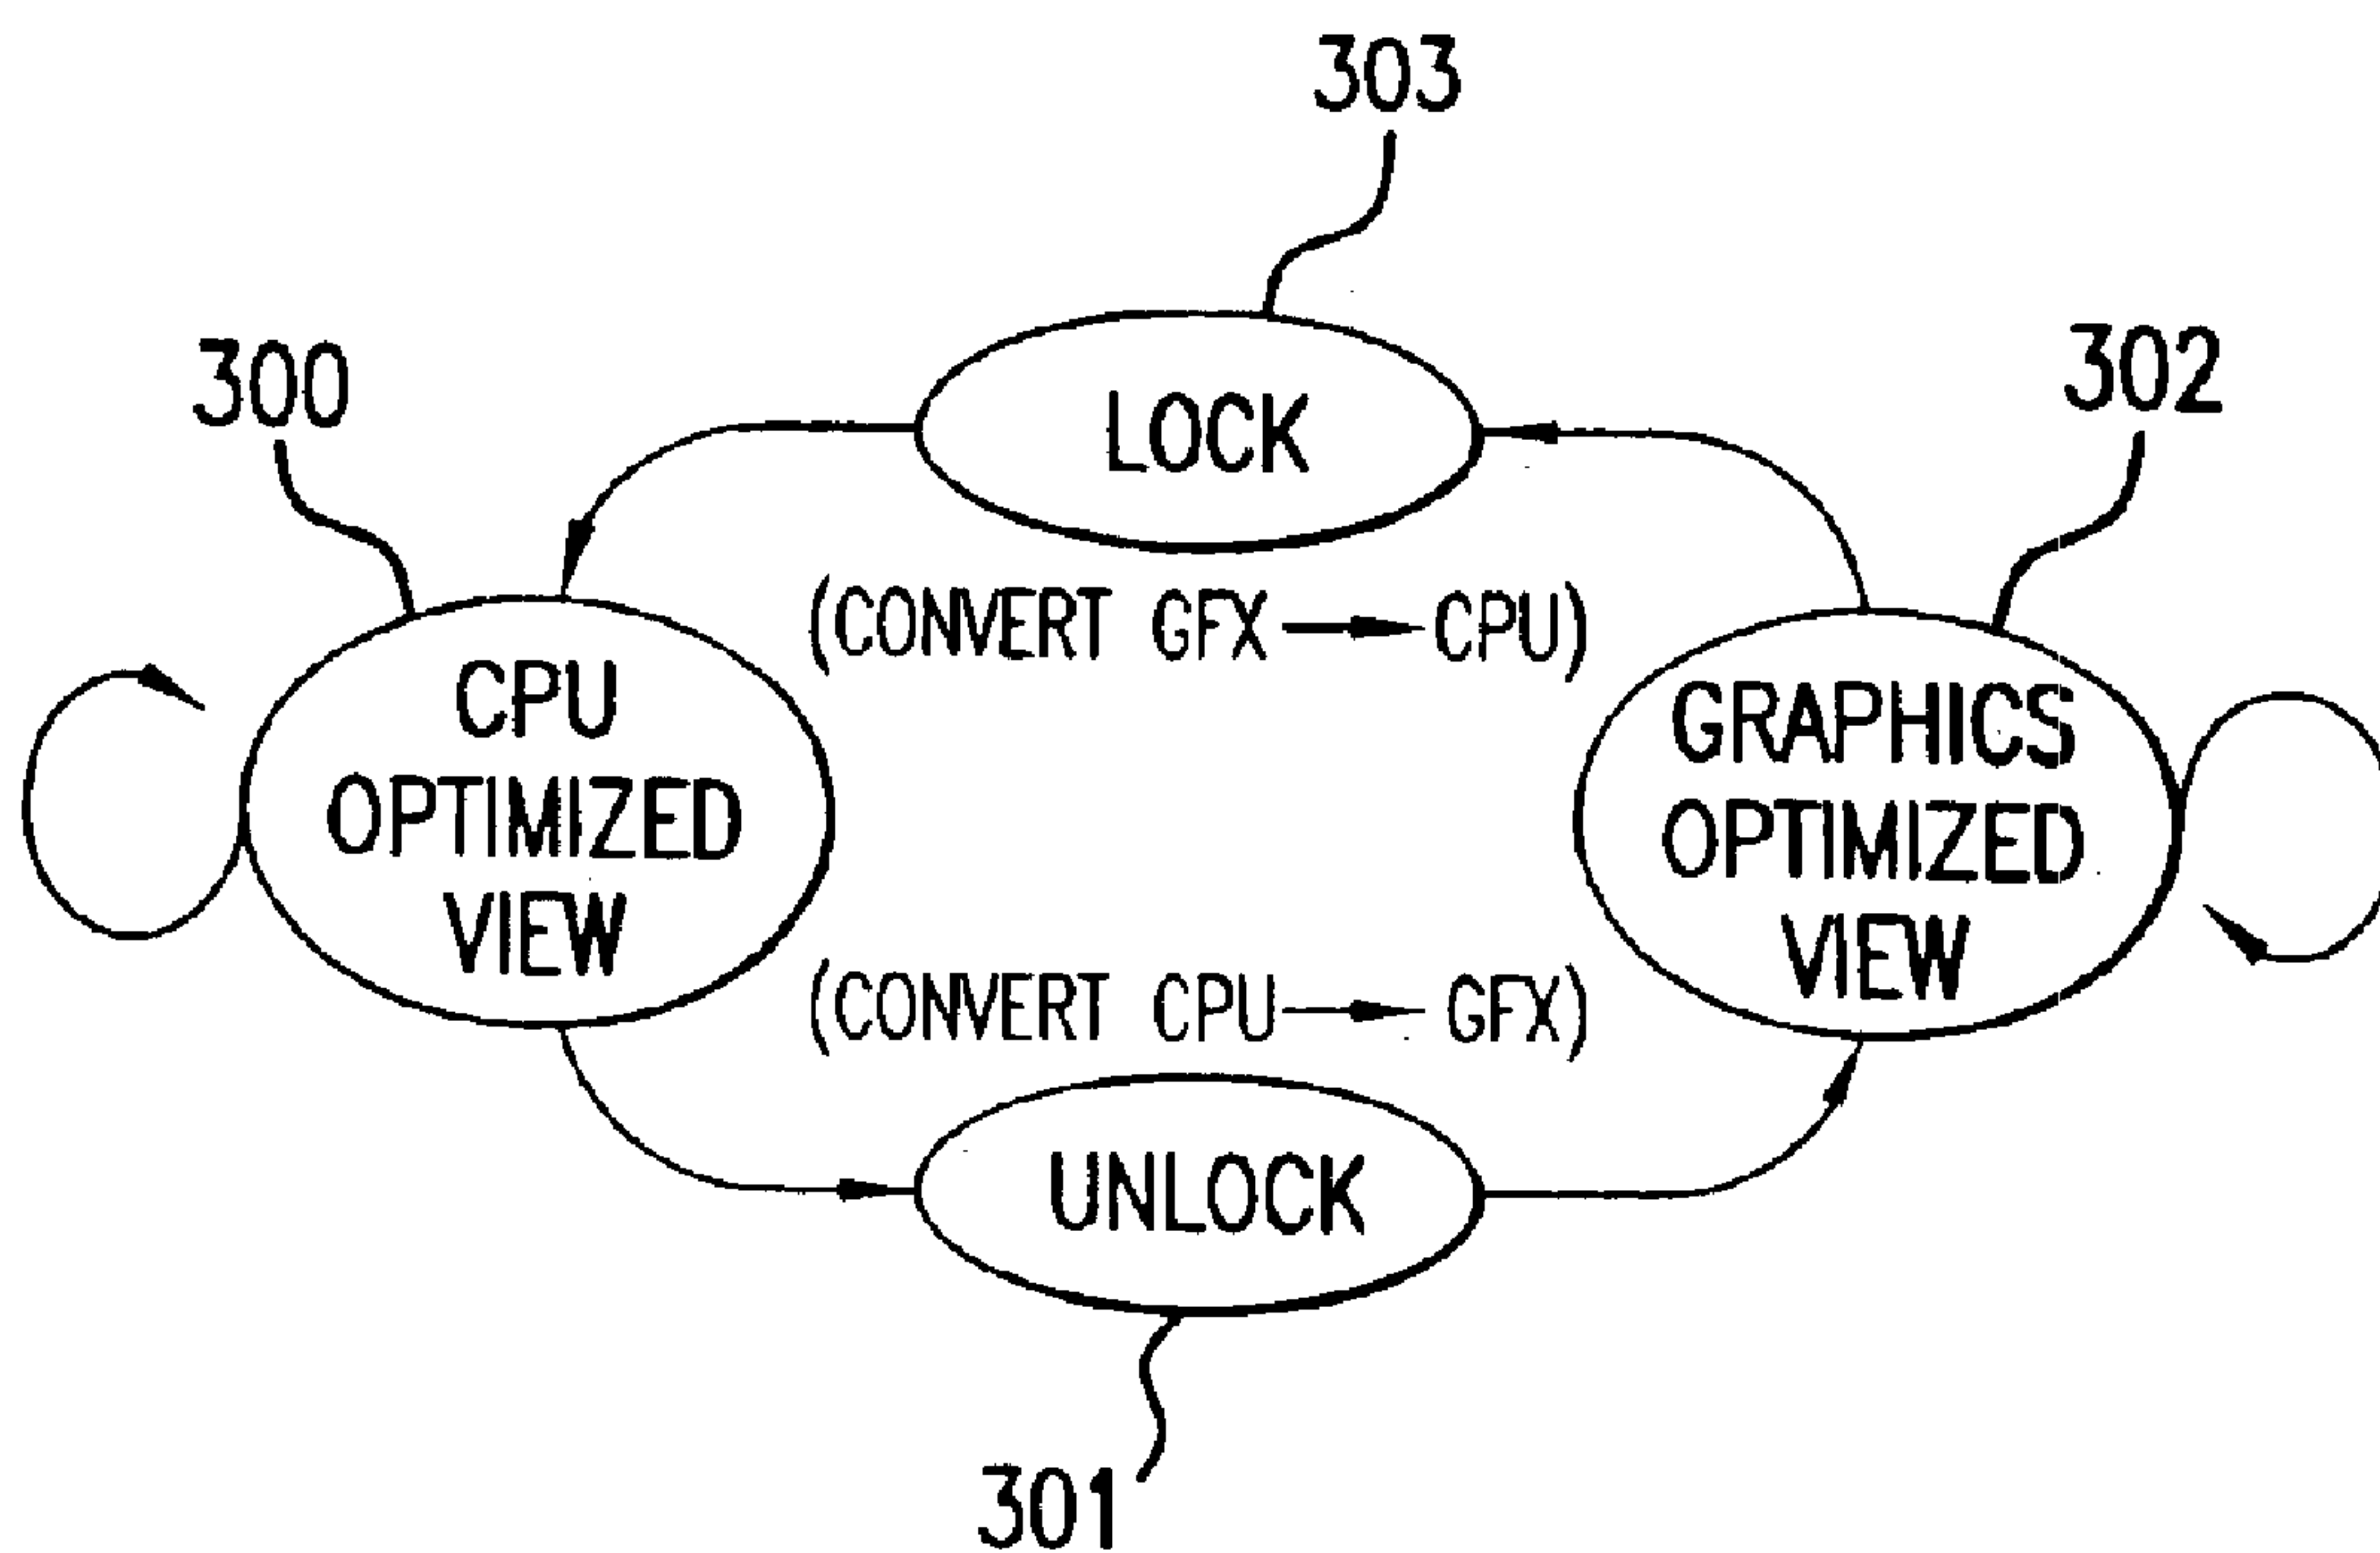 303
300
302
LOCK
(CONVERT GFX → CPU)
CPU
OPTIMIZED
VIEW
GRAPHICS
OPTIMIZED
VIEW
(CONVERT CPU → GFX)
UNLOCK
301